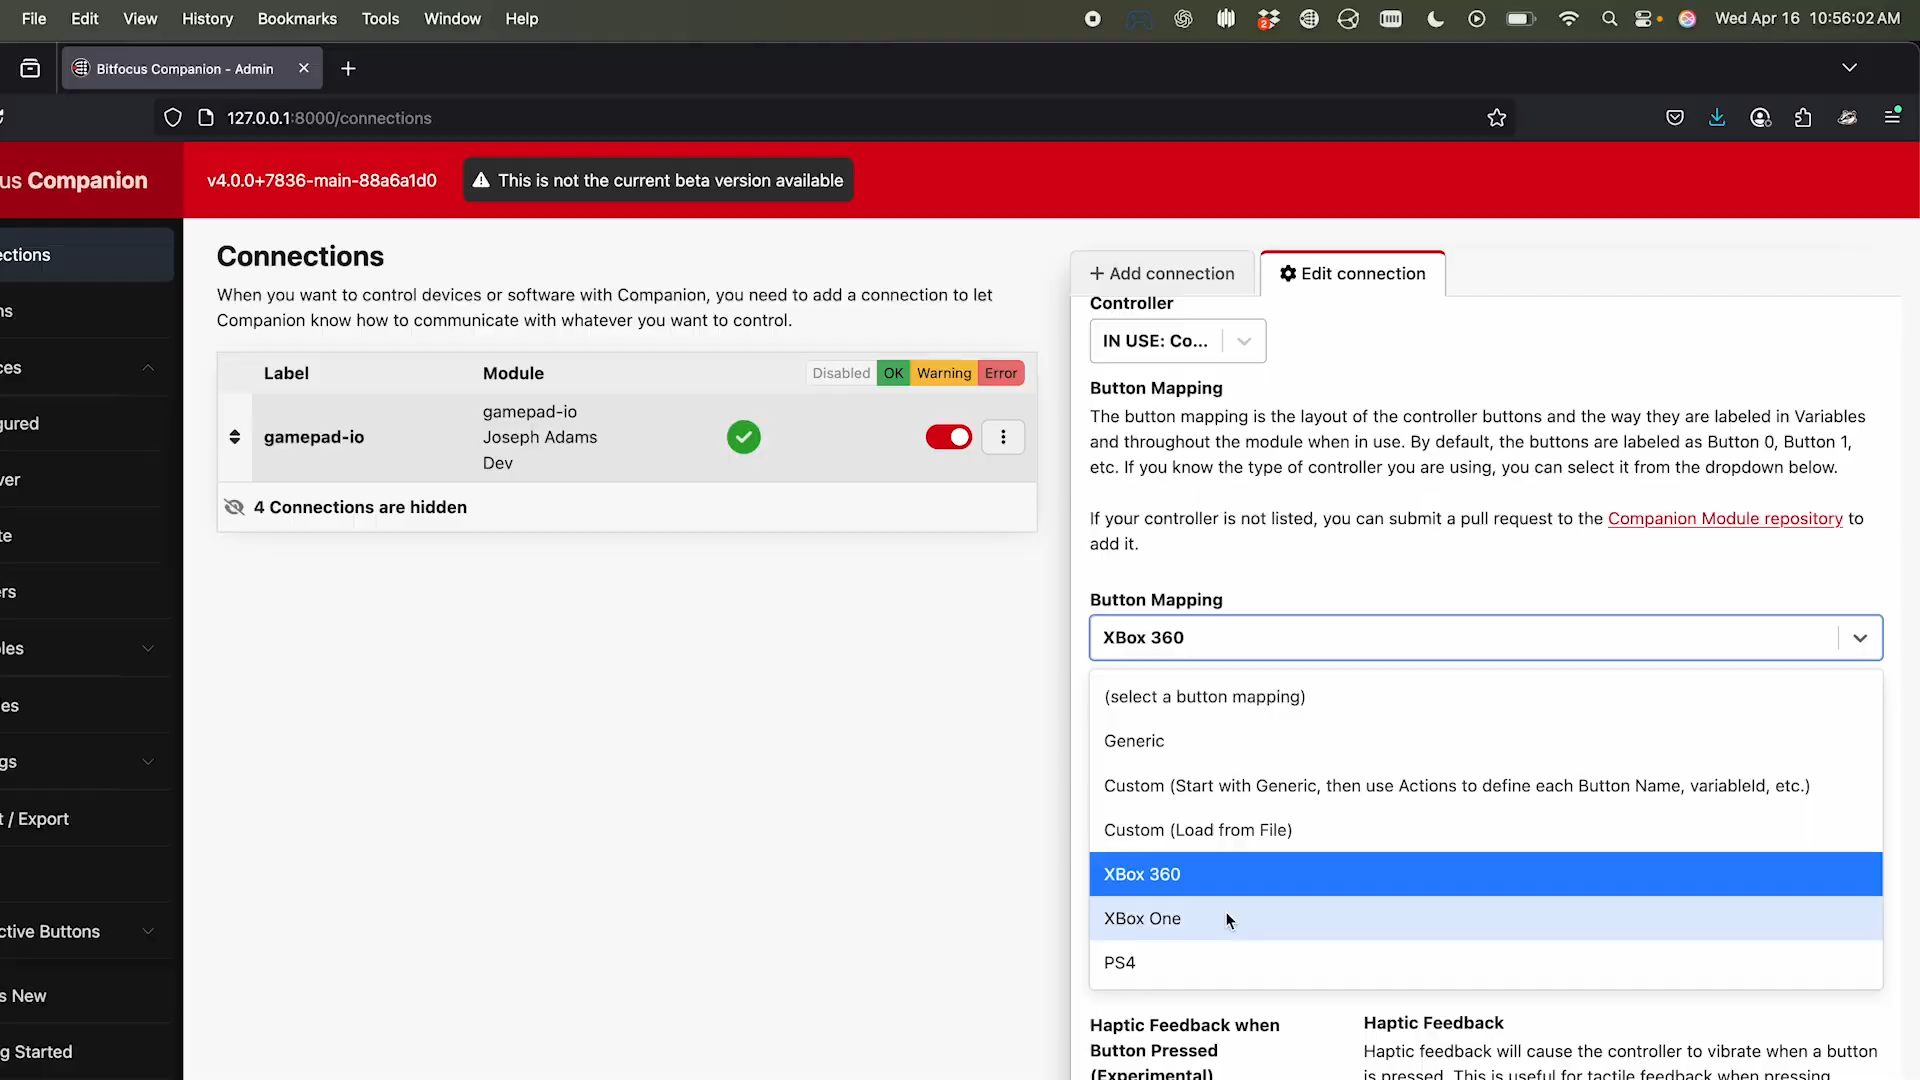 File Edit View History Bookmarks Tools Window Help
2
Wed Apr 16 10:56:02 AM
Bitfocus Companion - Admin
127.0.0.1:8000/connections
us Companion
v4.0.0+7836-main-88a6a1d0
This is not the current beta version available
ections
ns
ces
gured
ver
te
ers
les
es
gs
t / Export
ctive Buttons
s New
g Started
Connections
When you want to control devices or software with Companion, you need to add a connection to let
Companion know how to communicate with whatever you want to control.
Label Module Disabled OK Warning Error
gamepad-io
gamepad-io
Joseph Adams
Dev
4 Connections are hidden
Add connection
Edit connection
Controller
IN USE: Co...
Button Mapping
The button mapping is the layout of the controller buttons and the way they are labeled in Variables
and throughout the module when in use. By default, the buttons are labeled as Button 0, Button 1,
etc. If you know the type of controller you are using, you can select it from the dropdown below.
If your controller is not listed, you can submit a pull request to the Companion Module repository to
add it.
Button Mapping
XBox 360
(select a button mapping)
Generic
Custom (Start with Generic, then use Actions to define each Button Name, variableId, etc.)
Custom (Load from File)
XBox 360
XBox One
PS4
Haptic Feedback when
Button Pressed
(Experimental)
Haptic Feedback
Haptic feedback will cause the controller to vibrate when a button
is pressed. This is useful for tactile feedback when pressing